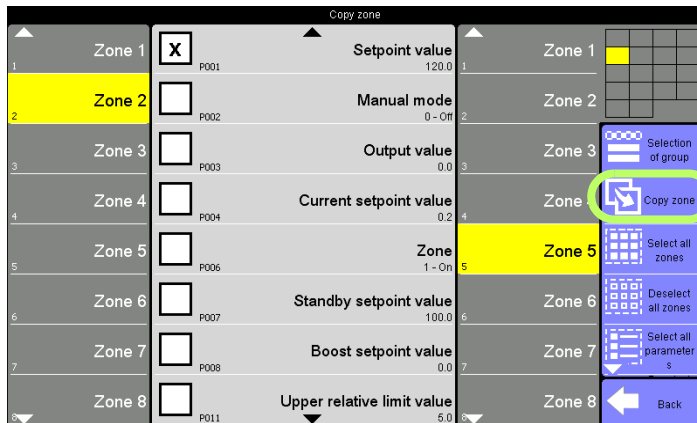 Copy zone
Zone 1
1
Zone 2
2
Zone 3
3
Zone 4
4
Zone 5
5
Zone 6
6
Zone 7
7
Zone 8
8
X
P001
Setpoint value
120.0
P002
Manual mode
0 - Off
P003
Output value
0.0
P004
Current setpoint value
0.2
P006
Zone
1 - On
P007
Standby setpoint value
100.0
P008
Boost setpoint value
0.0
P011
Upper relative limit value
5.0
Zone 1
1
Zone 2
2
Zone 3
3
Zone 4
4
Zone 5
5
Zone 6
6
Zone 7
7
Zone 8
8
Selection
of group
Copy zone
Select all
zones
Deselect
all zones
Select all
parameter
s
Back